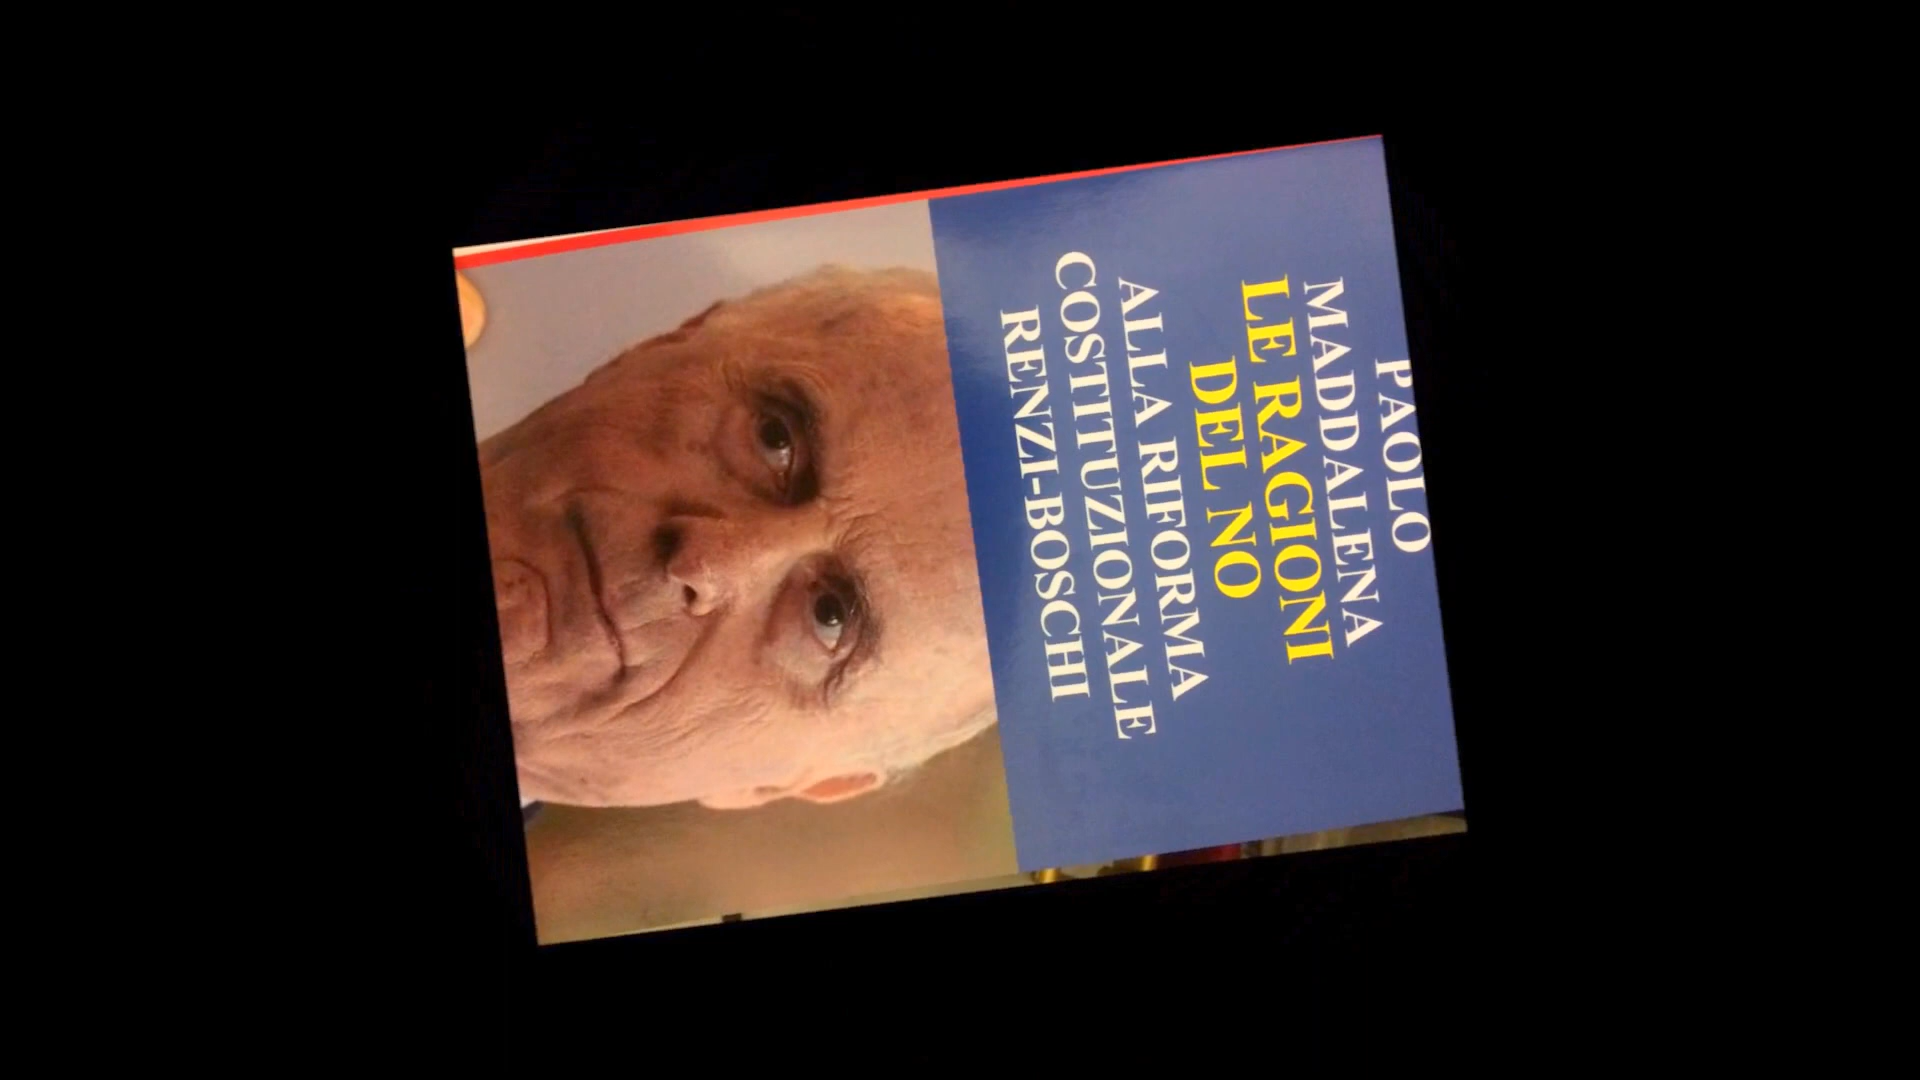 PAOLO
MADDALENA
LE RAGIONI
DEL NO
ALLA RIFORMA
COSTITUZIONALE
RENZI-BOSCHI